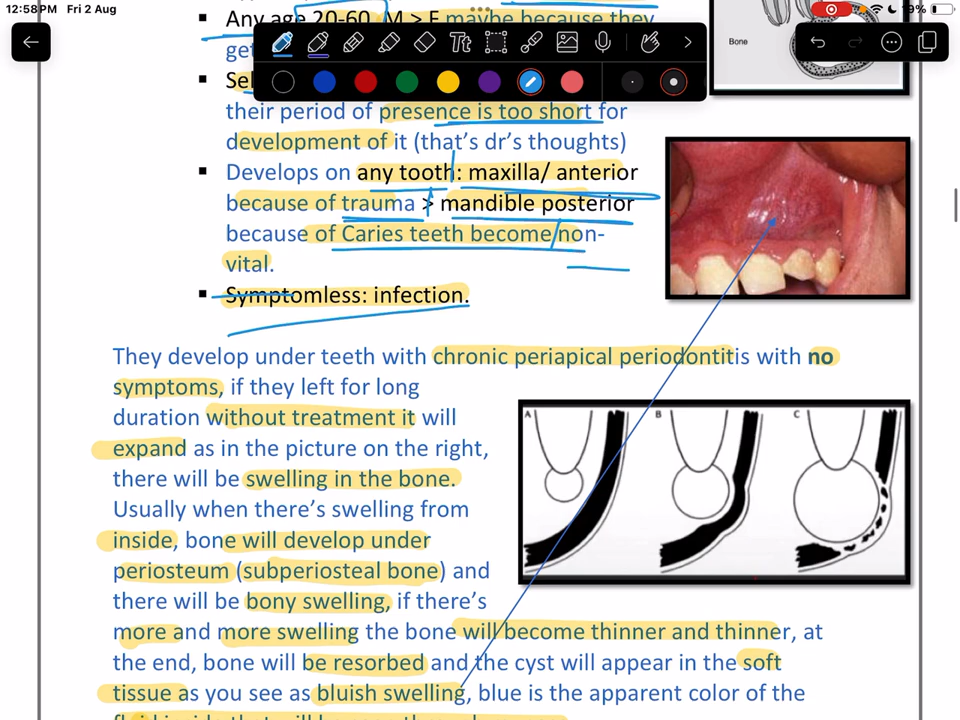 12:58 PM Fri 2 Aug
19%
Any age 20-60, M > F maybe because they
get
Tt
Bone
Sel
their period of presence is too short for
development of it (that's dr's thoughts)
Develops on any tooth: maxilla/ anterior
because of trauma > mandible posterior
because of Caries teeth become non-
vital.
Symptomless: infection.
They develop under teeth with chronic periapical periodontitis with no
symptoms, if they left for long
duration without treatment it will
expand as in the picture on the right,
there will be swelling in the bone.
Usually when there's swelling from
inside, bone will develop under
periosteum (subperiosteal bone) and
there will be bony swelling, if there's
more and more swelling the bone will become thinner and thinner, at
the end, bone will be resorbed and the cyst will appear in the soft
tissue as you see as bluish swelling, blue is the apparent color of the
A
B
C